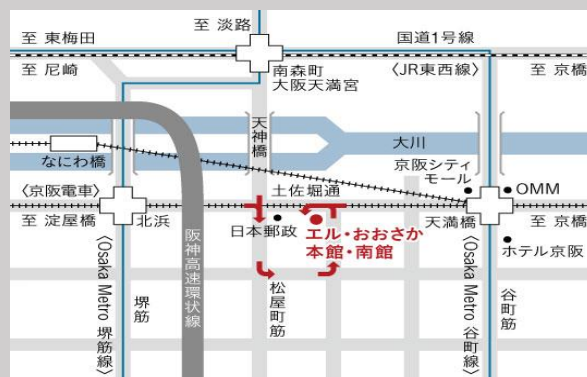 至 淡路
至 東梅田
国道1号線
至 尼崎
南森町
大阪天満宮
〈JR東西線〉
至 京橋
天神橋
大川
なにわ橋
京阪シティ
モール
OMM
〈京阪電車〉
土佐堀通
至 淀屋橋
北浜
日本郵政
エル・おおさか
本館・南館
天満橋
至 京橋
ホテル京阪
阪神高速環状線
〈Osaka Metro 堺筋線〉
堺筋
松屋町筋
〈Osaka Metro 谷町線〉
谷町筋